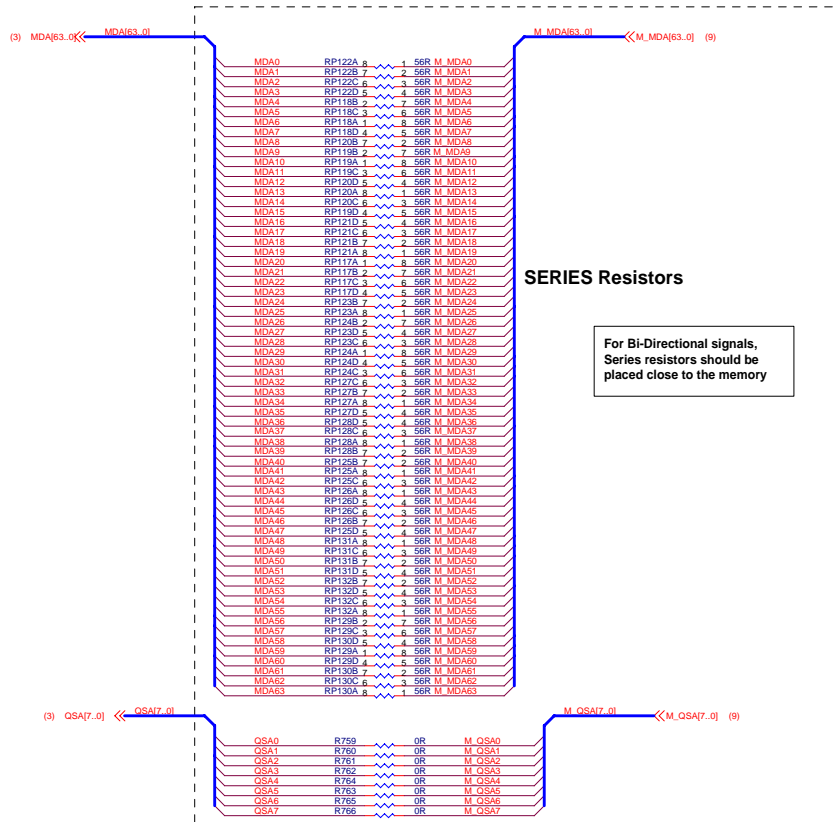 (3) MDA[63..0] MDA[63..0] M_MDA[63..0] M_MDA[63..0] (9)
MDA0 RP122A 8 1 56R M_MDA0
MDA1 RP122B 7 2 56R M_MDA1
MDA2 RP122C 6 3 56R M_MDA2
MDA3 RP122D 5 4 56R M_MDA3
MDA4 RP118B 2 7 56R M_MDA4
MDA5 RP118C 3 6 56R M_MDA5
MDA6 RP118A 1 8 56R M_MDA6
MDA7 RP118D 4 5 56R M_MDA7
MDA8 RP120B 7 2 56R M_MDA8
MDA9 RP119B 2 7 56R M_MDA9
MDA10 RP119A 1 8 56R M_MDA10
MDA11 RP119C 3 6 56R M_MDA11
MDA12 RP120D 5 4 56R M_MDA12
MDA13 RP120A 8 1 56R M_MDA13
MDA14 RP120C 6 3 56R M_MDA14
MDA15 RP119D 4 5 56R M_MDA15
MDA16 RP121D 5 4 56R M_MDA16
MDA17 RP121C 6 3 56R M_MDA17
MDA18 RP121B 7 2 56R M_MDA18
MDA19 RP121A 8 1 56R M_MDA19
MDA20 RP117A 1 8 56R M_MDA20
MDA21 RP117B 2 7 56R M_MDA21
MDA22 RP117C 3 6 56R M_MDA22
MDA23 RP117D 4 5 56R M_MDA23
SERIES Resistors
MDA24 RP123B 7 2 56R M_MDA24
MDA25 RP123A 8 1 56R M_MDA25
MDA26 RP124B 2 7 56R M_MDA26
MDA27 RP123D 5 4 56R M_MDA27
MDA28 RP123C 6 3 56R M_MDA28
MDA29 RP124A 1 8 56R M_MDA29
MDA30 RP124D 4 5 56R M_MDA30
MDA31 RP124C 3 6 56R M_MDA31
For Bi-Directional signals,
Series resistors should be
placed close to the memory
MDA32 RP127C 6 3 56R M_MDA32
MDA33 RP127B 7 2 56R M_MDA33
MDA34 RP127A 8 1 56R M_MDA34
MDA35 RP127D 5 4 56R M_MDA35
MDA36 RP128D 5 4 56R M_MDA36
MDA37 RP128C 6 3 56R M_MDA37
MDA38 RP128A 8 1 56R M_MDA38
MDA39 RP128B 7 2 56R M_MDA39
MDA40 RP125B 7 2 56R M_MDA40
MDA41 RP125A 8 1 56R M_MDA41
MDA42 RP125C 6 3 56R M_MDA42
MDA43 RP126A 8 1 56R M_MDA43
MDA44 RP126D 5 4 56R M_MDA44
MDA45 RP126C 6 3 56R M_MDA45
MDA46 RP126B 7 2 56R M_MDA46
MDA47 RP125D 5 4 56R M_MDA47
MDA48 RP131A 8 1 56R M_MDA48
MDA49 RP131C 6 3 56R M_MDA49
MDA50 RP131B 7 2 56R M_MDA50
MDA51 RP131D 5 4 56R M_MDA51
MDA52 RP132B 7 2 56R M_MDA52
MDA53 RP132D 5 4 56R M_MDA53
MDA54 RP132C 6 3 56R M_MDA54
MDA55 RP132A 8 1 56R M_MDA55
MDA56 RP129B 2 7 56R M_MDA56
MDA57 RP129C 3 6 56R M_MDA57
MDA58 RP130D 5 4 56R M_MDA58
MDA59 RP129A 1 8 56R M_MDA59
MDA60 RP129D 4 5 56R M_MDA60
MDA61 RP130B 7 2 56R M_MDA61
MDA62 RP130C 6 3 56R M_MDA62
MDA63 RP130A 8 1 56R M_MDA63
(3) QSA[7..0] QSA[7..0] M_QSA[7..0] M_QSA[7..0] (9)
QSA0 R759 0R M_QSA0
QSA1 R760 0R M_QSA1
QSA2 R761 0R M_QSA2
QSA3 R762 0R M_QSA3
QSA4 R764 0R M_QSA4
QSA5 R763 0R M_QSA5
QSA6 R765 0R M_QSA6
QSA7 R766 0R M_QSA7